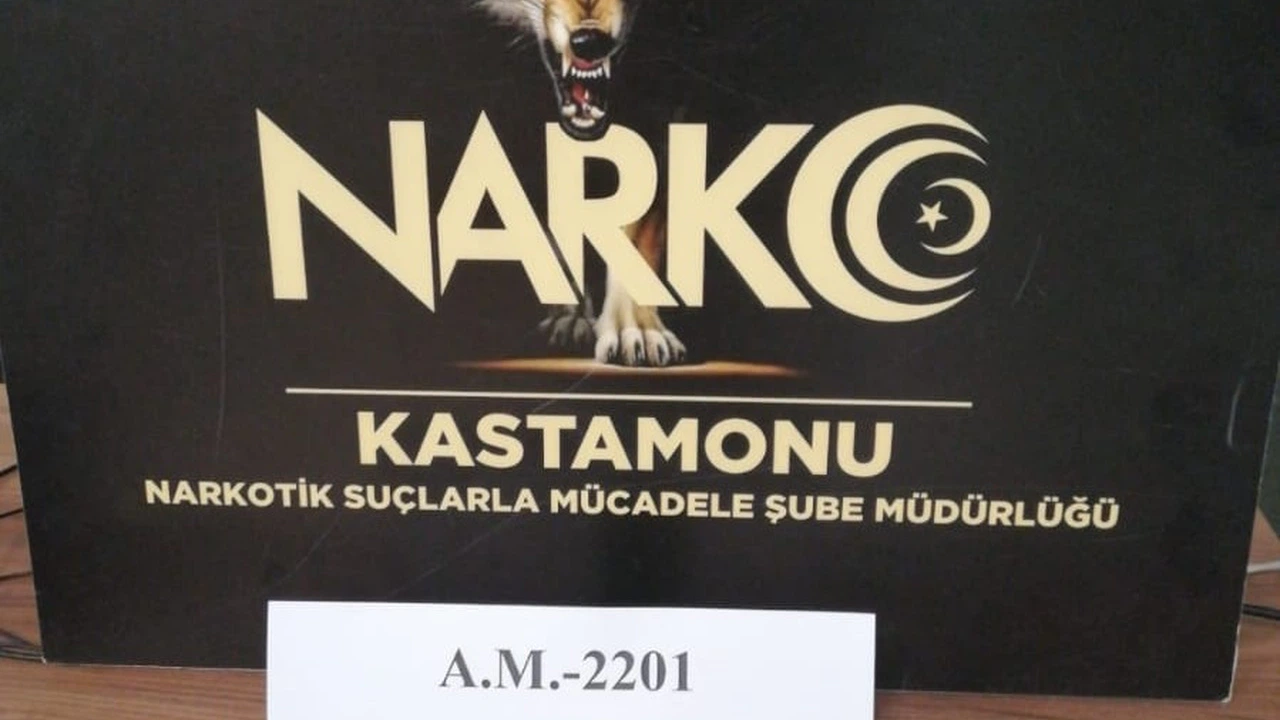 NARKO
KASTAMONU
NARKOTİK SUÇLARLA MÜCADELE ŞUBE MÜDÜRLÜĞÜ
A.M.-2201